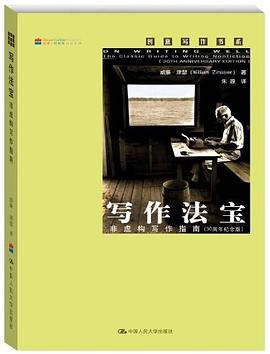 创意写作书系
ON WRITING WELL
The Classic Guide to Writing Nonfiction
(30TH ANNIVERSARY EDITION)
威廉·津瑟 (William Zinsser) 著
朱源 译
写作法宝
非虚构写作指南 (30周年纪念版)
中国人民大学出版社
写作法宝
非虚构写作指南